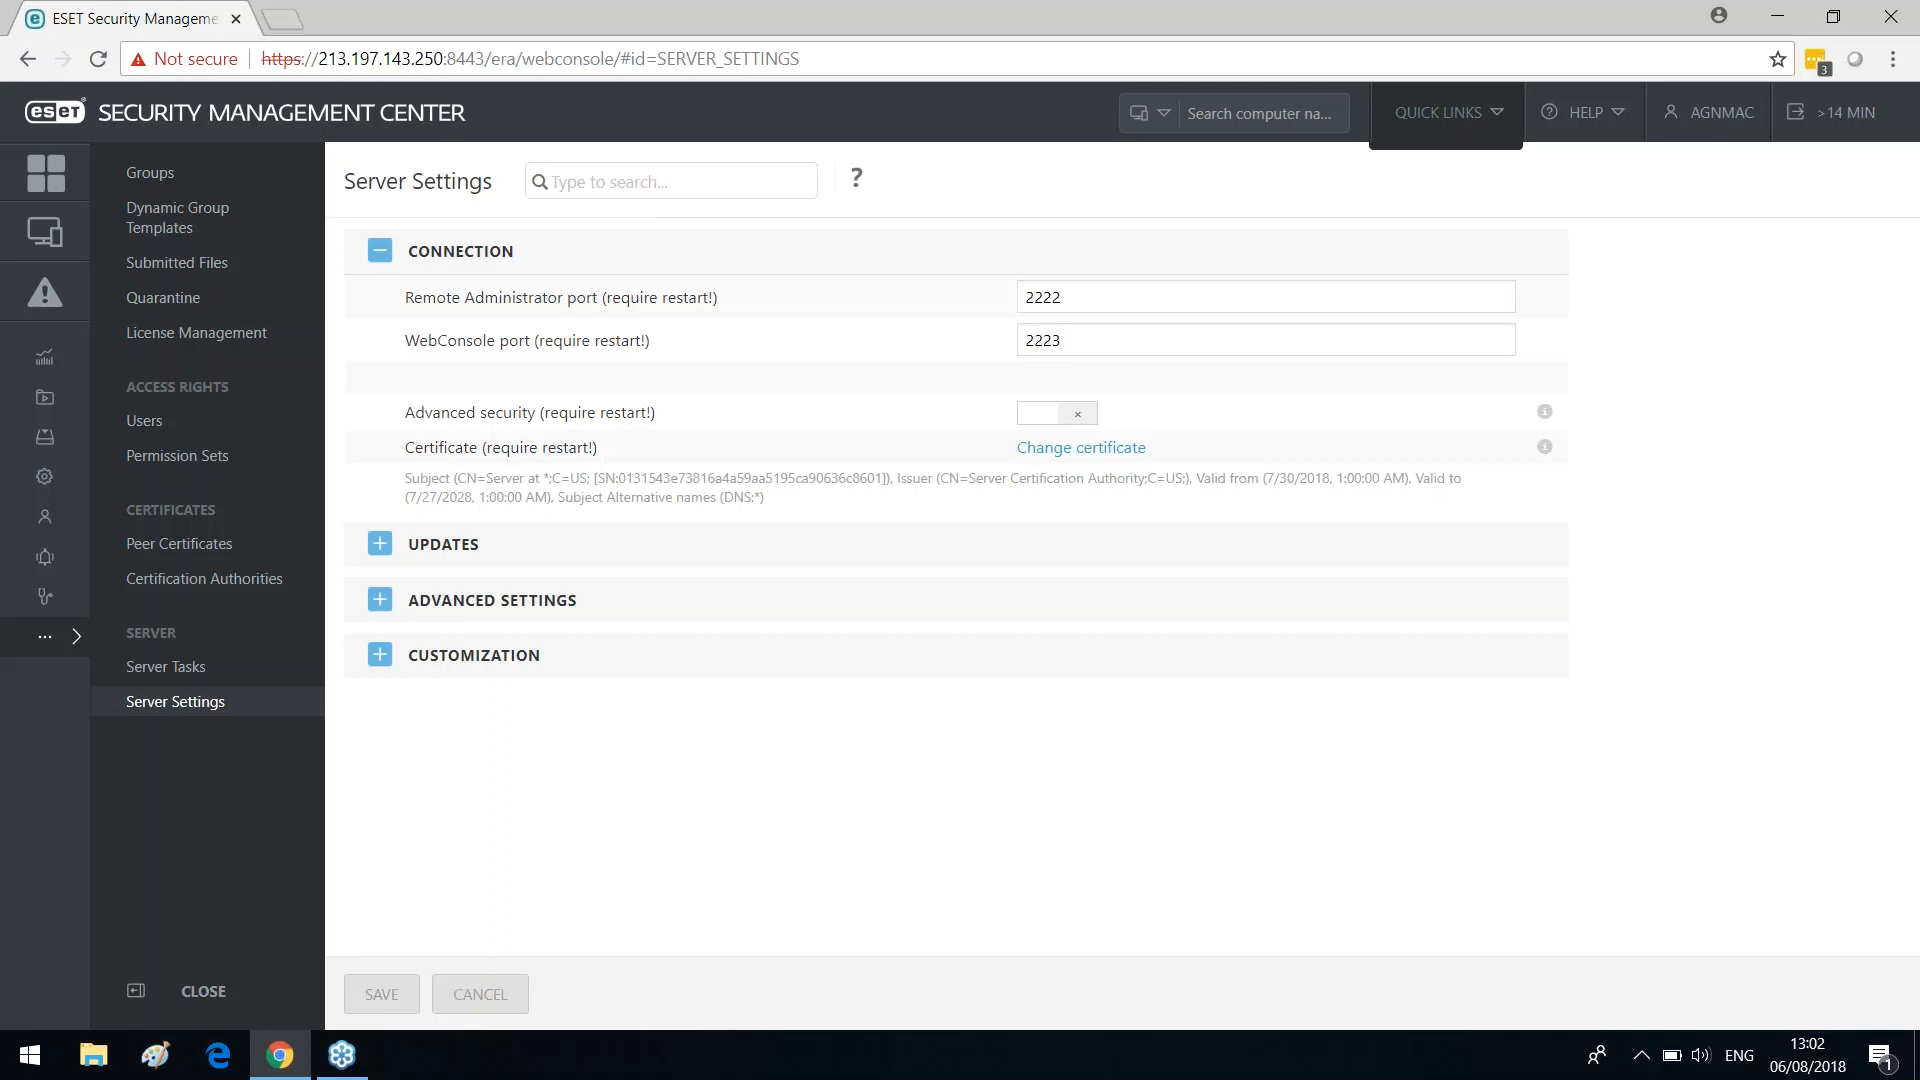 ESET Security Manageme
Not secure
https://213.197.143.250:8443/era/webconsole/#id=SERVER_SETTINGS
3
eset SECURITY MANAGEMENT CENTER
Search computer na...
QUICK LINKS
HELP
AGNMAC
>14 MIN
Groups
Dynamic Group
Templates
Submitted Files
Quarantine
License Management
ACCESS RIGHTS
Users
Permission Sets
CERTIFICATES
Peer Certificates
Certification Authorities
SERVER
Server Tasks
Server Settings
CLOSE
Server Settings
Type to search...
?
CONNECTION
Remote Administrator port (require restart!)
2222
WebConsole port (require restart!)
2223
Advanced security (require restart!)
Certificate (require restart!)
Change certificate
Subject (CN=Server at *;C=US; [SN:0131543e73816a4a59aa5195ca90636c8601]), Issuer (CN=Server Certification Authority;C=US;), Valid from (7/30/2018, 1:00:00 AM), Valid to
(7/27/2028, 1:00:00 AM), Subject Alternative names (DNS:*)
UPDATES
ADVANCED SETTINGS
CUSTOMIZATION
SAVE
CANCEL
ENG
13:02
06/08/2018
1